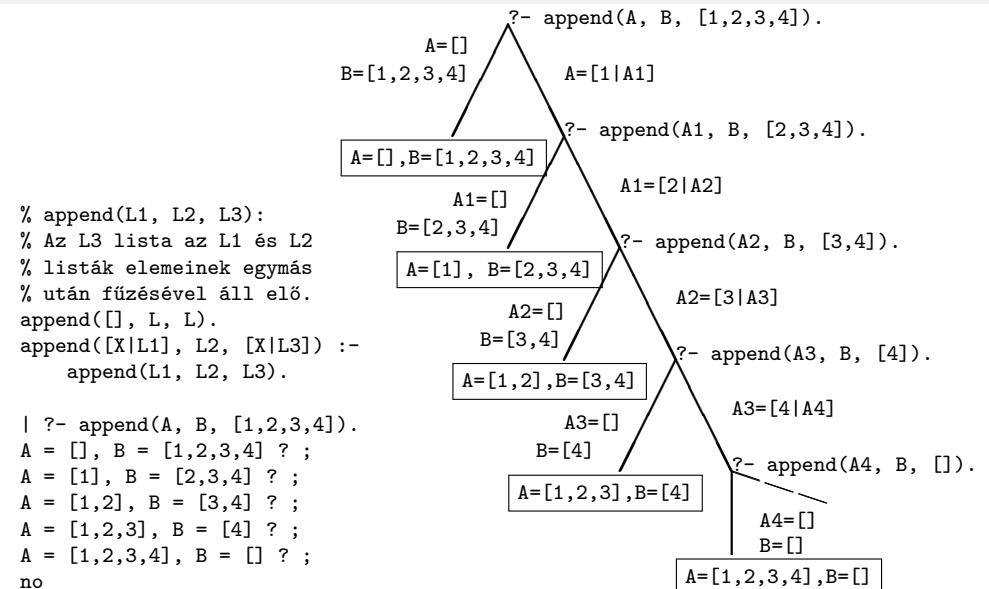 % append(L1, L2, L3):
% Az L3 lista az L1 és L2
% listák elemeinek egymás
% után fűzésével áll elő.
append([], L, L).
append([X|L1], L2, [X|L3]) :-
    append(L1, L2, L3).
| ?- append(A, B, [1,2,3,4]).
A = [], B = [1,2,3,4] ? ;
A = [1], B = [2,3,4] ? ;
A = [1,2], B = [3,4] ? ;
A = [1,2,3], B = [4] ? ;
A = [1,2,3,4], B = [] ? ;
no
?- append(A, B, [1,2,3,4]).
A=[]
B=[1,2,3,4]
A=[1|A1]
A=[],B=[1,2,3,4]
?- append(A1, B, [2,3,4]).
A1=[]
B=[2,3,4]
A1=[2|A2]
A=[1], B=[2,3,4]
?- append(A2, B, [3,4]).
A2=[]
B=[3,4]
A2=[3|A3]
A=[1,2],B=[3,4]
?- append(A3, B, [4]).
A3=[]
B=[4]
A3=[4|A4]
A=[1,2,3],B=[4]
?- append(A4, B, []).
A4=[]
B=[]
A=[1,2,3,4],B=[]